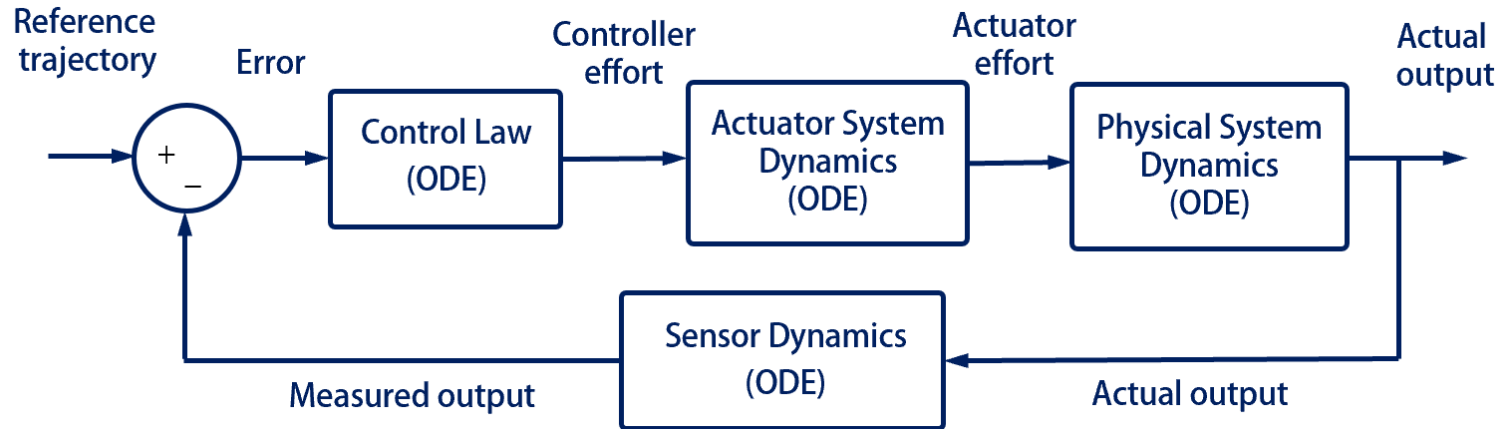 Reference
trajectory
Error
Controller
effort
Actuator
effort
Actual
output
+
−
Control Law
(ODE)
Actuator System
Dynamics
(ODE)
Physical System
Dynamics
(ODE)
Sensor Dynamics
(ODE)
Measured output
Actual output